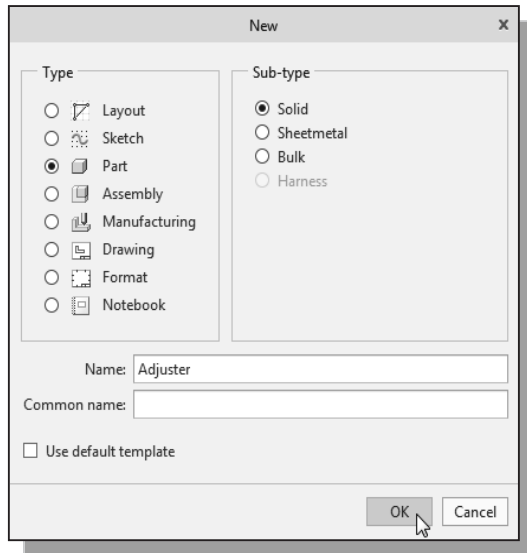 New
x
Type
Layout
Sketch
Part
Assembly
Manufacturing
Drawing
Format
Notebook
Sub-type
Solid
Sheetmetal
Bulk
Harness
Name: Adjuster
Common name:
Use default template
OK Cancel